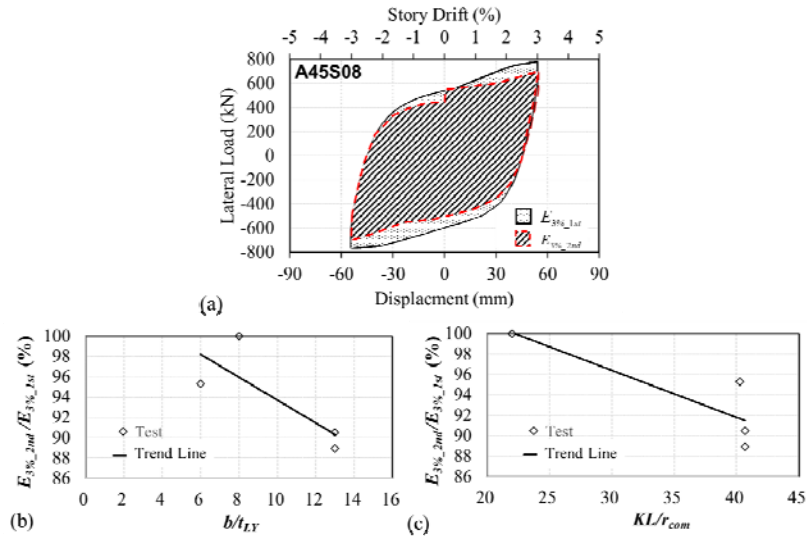 Story Drift (%)
-5 -4 -3 -2 -1 0 1 2 3 4 5
A45S08
Lateral Load (kN)
800
600
400
200
0
-200
-400
-600
-800
E3%_1st
E3%_2nd
-90 -60 -30 0 30 60 90
Displacment (mm)
(a)
E3%_2nd/E3%_1st (%)
100
98
96
94
92
90
88
86
Test
Trend Line
0 2 4 6 8 10 12 14 16
(b)
b/tLY
E3%_2nd/E3%_1st (%)
100
98
96
94
92
90
88
86
Test
Trend Line
20 25 30 35 40 45
(c)
KL/rcom